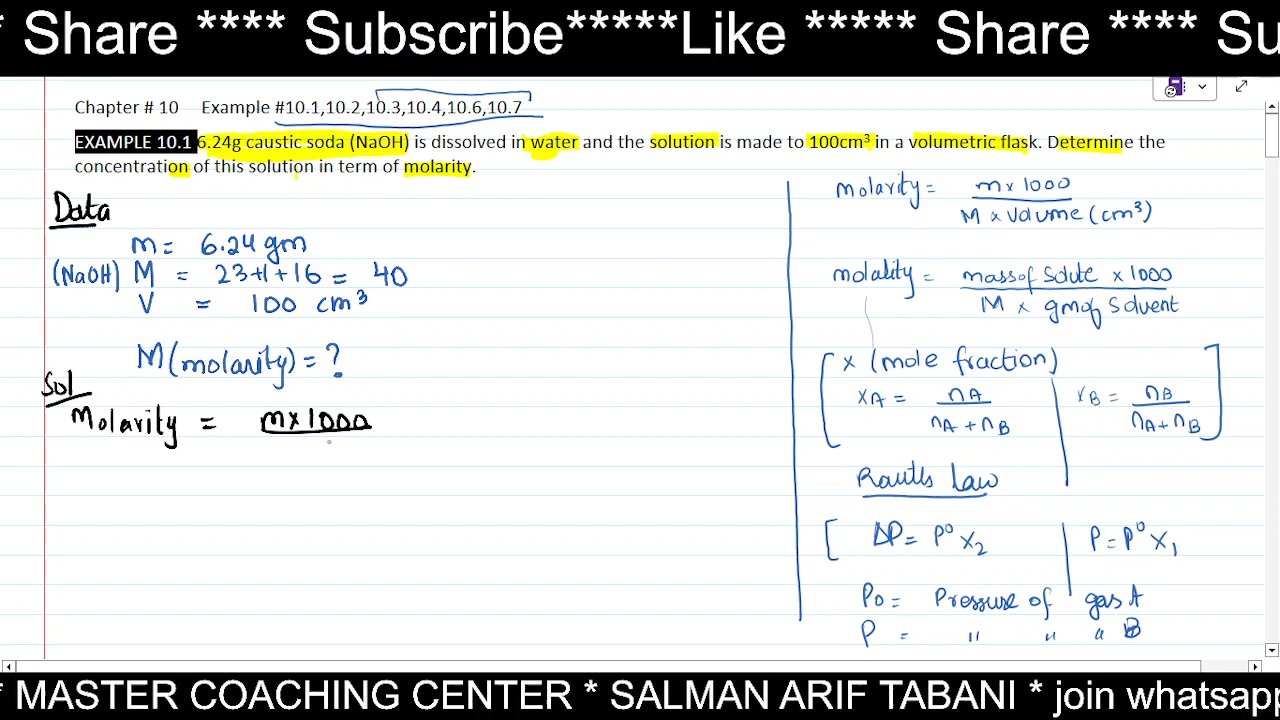 * Share **** Subscribe*****Like ***** Share **** Su
Chapter # 10 Example #10.1,10.2,10.3,10.4,10.6,10.7
EXAMPLE 10.1 6.24g caustic soda (NaOH) is dissolved in water and the solution is made to 100cm³ in a volumetric flask. Determine the
concentration of this solution in term of molarity.
Data
m = 6.24 gm
(NaOH) M = 23+1+16 = 40
V = 100 cm³
M (molarity) = ?
Sol
Molarity = m x 1000
molarity = m x 1000
M x Volume (cm³)
molality = mass of Solute x 1000
M x gm of Solvent
[ x (mole fraction) ]
xA = nA
nA + nB
xB = nB
nA + nB
Raults Law
[ ΔP = P⁰ X₂ | P = P⁰ X₁
P₀ = Pressure of gas A
P = " " " B
* MASTER COACHING CENTER * SALMAN ARIF TABANI * join whatsapp